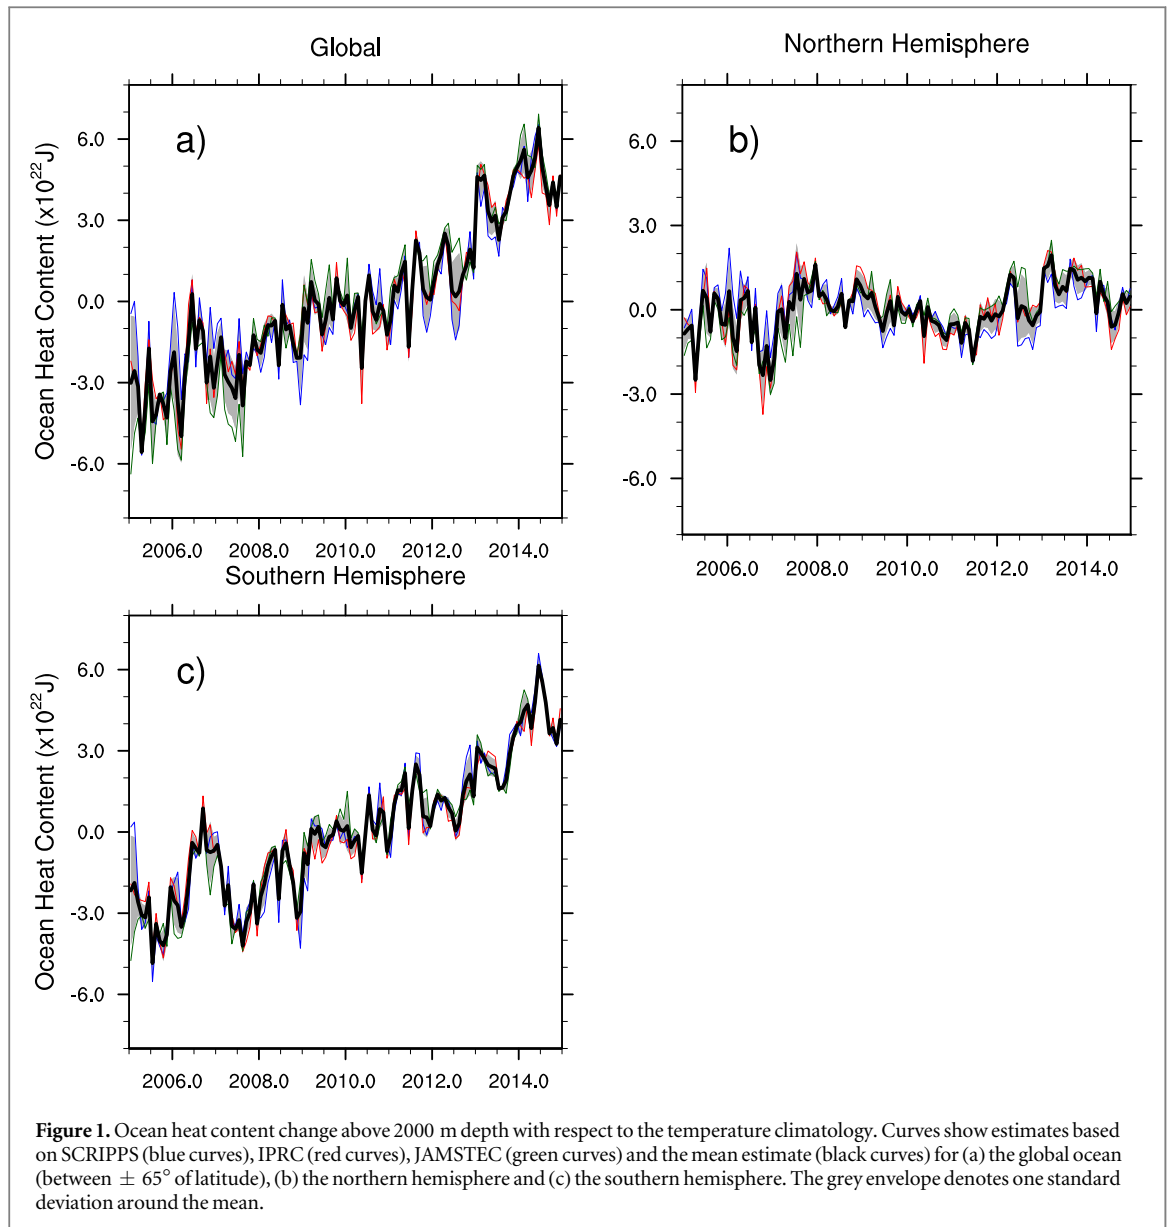 Global
a)
Ocean Heat Content (x10²²J)
6.0
3.0
0.0
-3.0
-6.0
2006.0 2008.0 2010.0 2012.0 2014.0
Northern Hemisphere
b)
6.0
3.0
0.0
-3.0
-6.0
2006.0 2008.0 2010.0 2012.0 2014.0
Southern Hemisphere
c)
Ocean Heat Content (x10²²J)
6.0
3.0
0.0
-3.0
-6.0
2006.0 2008.0 2010.0 2012.0 2014.0
Figure 1. Ocean heat content change above 2000 m depth with respect to the temperature climatology. Curves show estimates based
on SCRIPPS (blue curves), IPRC (red curves), JAMSTEC (green curves) and the mean estimate (black curves) for (a) the global ocean
(between ± 65° of latitude), (b) the northern hemisphere and (c) the southern hemisphere. The grey envelope denotes one standard
deviation around the mean.